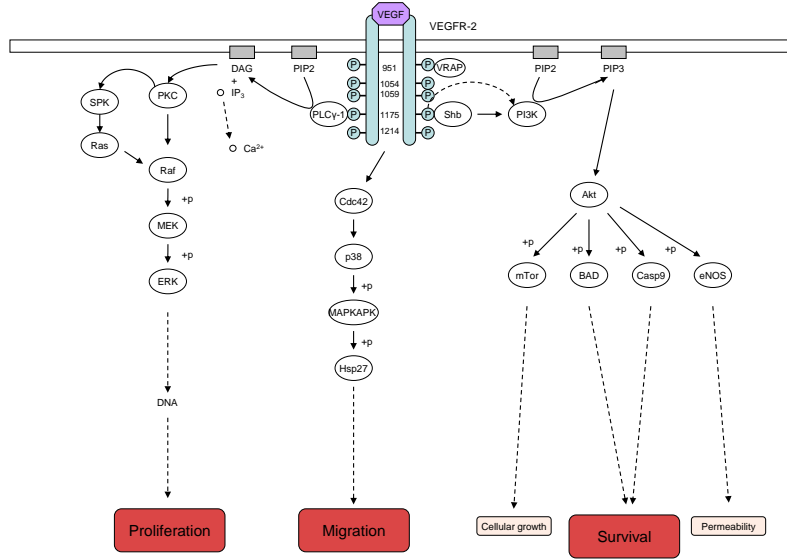 VEGF
VEGFR-2
P 951 P VRAP
DAG
PIP2
PIP2
PIP3
+
IP3
P 1054 P
P 1059 P
SPK
PKC
PLCγ-1
P 1175 P
Shb
PI3K
P 1214 P
Ca2+
Ras
Raf
+p
MEK
+p
ERK
DNA
Proliferation
Cdc42
p38
+p
MAPKAPK
+p
Hsp27
Migration
Akt
+p +p +p +p
mTor BAD Casp9 eNOS
Cellular growth
Survival
Permeability